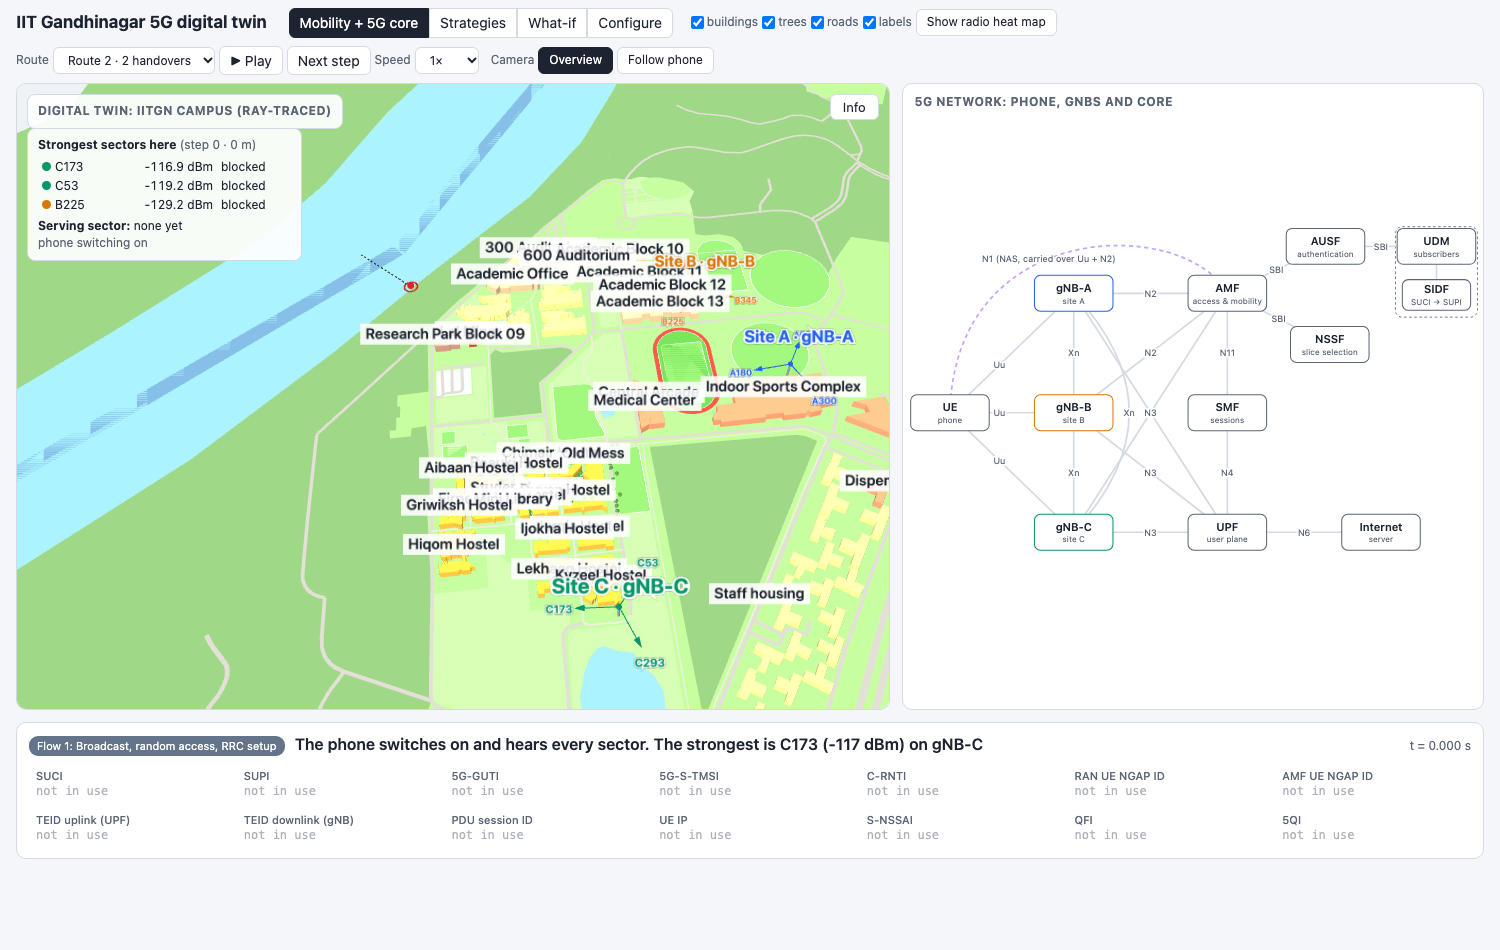 IIT Gandhinagar 5G digital twin
Mobility + 5G core
Strategies
What-if
Configure
buildings
trees
roads
labels
Show radio heat map
Route
Route 2 · 2 handovers
▶ Play
Next step
Speed
1×
Camera
Overview
Follow phone
DIGITAL TWIN: IITGN CAMPUS (RAY-TRACED)
Info
Strongest sectors here (step 0 · 0 m)
C173 -116.9 dBm blocked
C53 -119.2 dBm blocked
B225 -129.2 dBm blocked
Serving sector: none yet
phone switching on
300
Academic Block 10
600 Auditorium
Site B · gNB-B
Academic Office
Academic Block 11
Academic Block 12
Academic Block 13
B345
B225
Research Park Block 09
Site A · gNB-A
A180
Indoor Sports Complex
Medical Center
A300
Old Mess
Aibaan Hostel
Hostel
Hostel
Library
Griwiksh Hostel
Ijokha Hostel
Hiqom Hostel
C53
Kyzeel Hostel
Site C · gNB-C
C173
C293
Staff housing
5G NETWORK: PHONE, GNBS AND CORE
N1 (NAS, carried over Uu + N2)
AUSF
authentication
SBI
UDM
subscribers
SBI
gNB-A
site A
N2
AMF
access & mobility
SIDF
SUCI → SUPI
SBI
NSSF
slice selection
Uu
Xn
N2
N11
UE
phone
Uu
gNB-B
site B
Xn
N3
SMF
sessions
Uu
Xn
N3
N4
gNB-C
site C
N3
UPF
user plane
N6
Internet
server
Flow 1: Broadcast, random access, RRC setup
The phone switches on and hears every sector. The strongest is C173 (-117 dBm) on gNB-C
t = 0.000 s
SUCI SUPI 5G-GUTI 5G-S-TMSI C-RNTI RAN UE NGAP ID AMF UE NGAP ID
not in use not in use not in use not in use not in use not in use not in use
TEID uplink (UPF) TEID downlink (gNB) PDU session ID UE IP S-NSSAI QFI 5QI
not in use not in use not in use not in use not in use not in use not in use